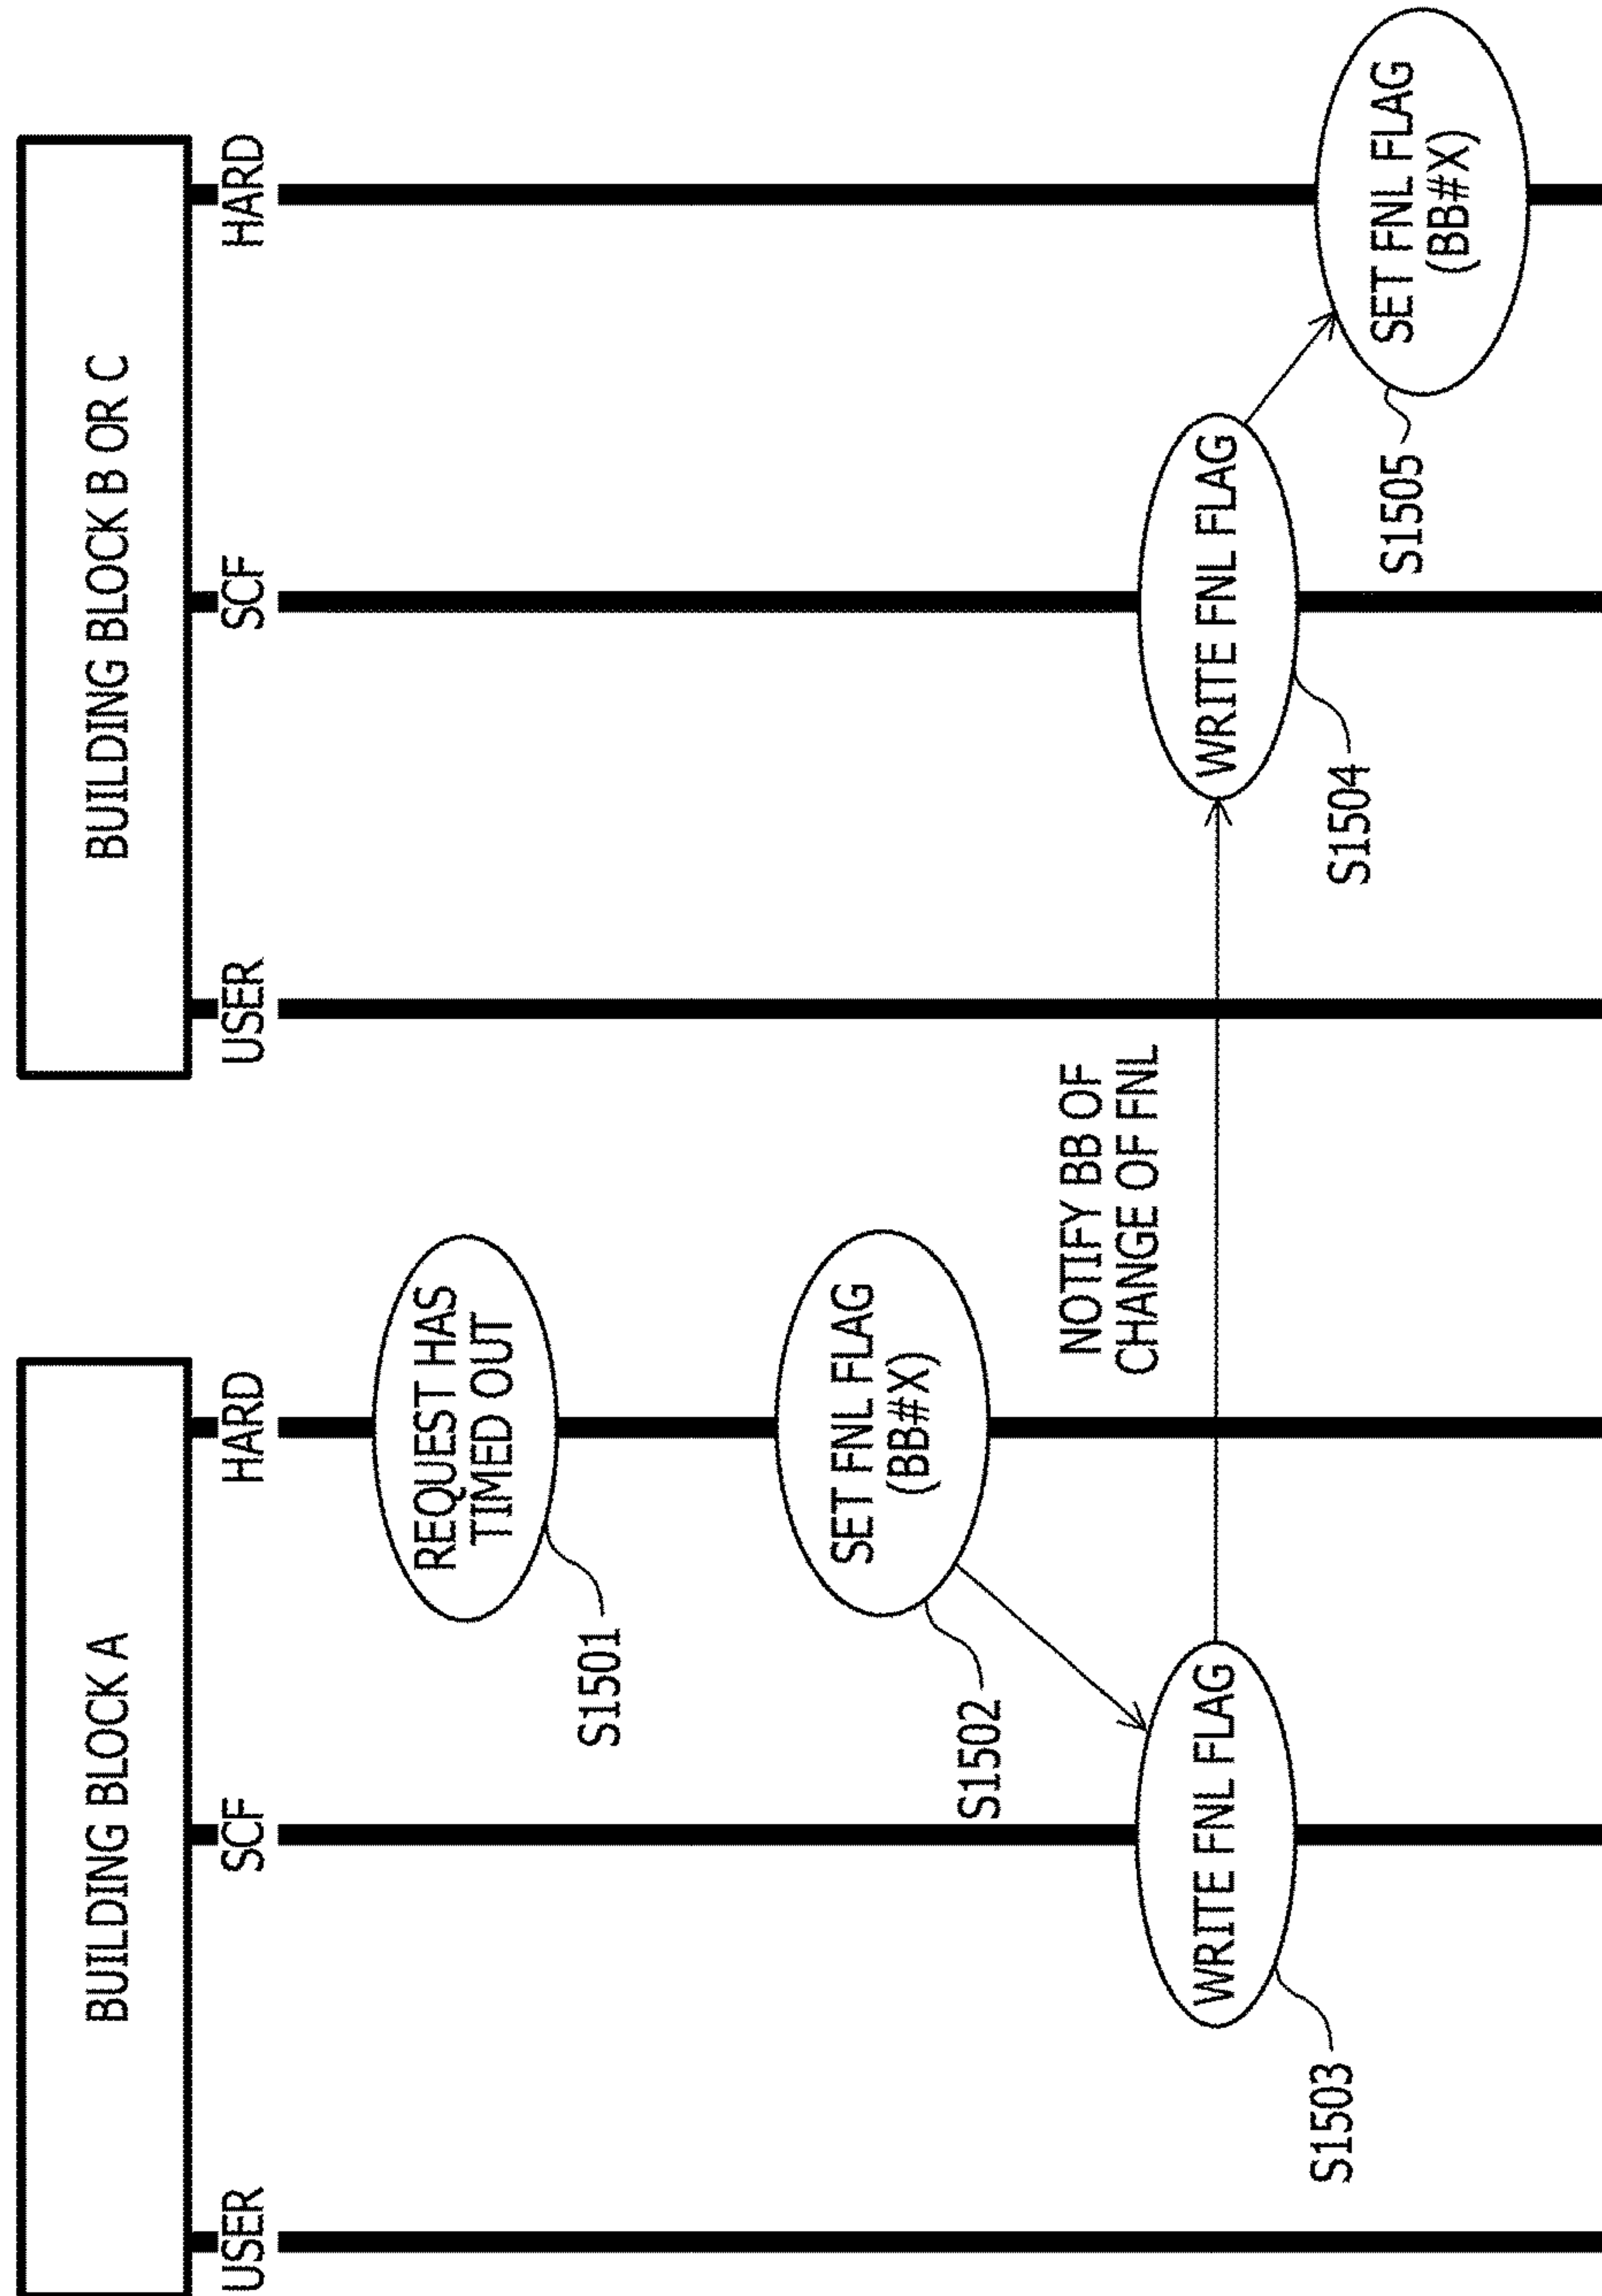 BUILDING BLOCK A
BUILDING BLOCK B OR C
USER
SCF
HARD
USER
SCF
HARD
REQUEST HAS
TIMED OUT
S1501
SET FNL FLAG
(BB#X)
S1502
NOTIFY BB OF
CHANGE OF FNL
WRITE FNL FLAG
S1503
WRITE FNL FLAG
S1504
SET FNL FLAG
(BB#X)
S1505